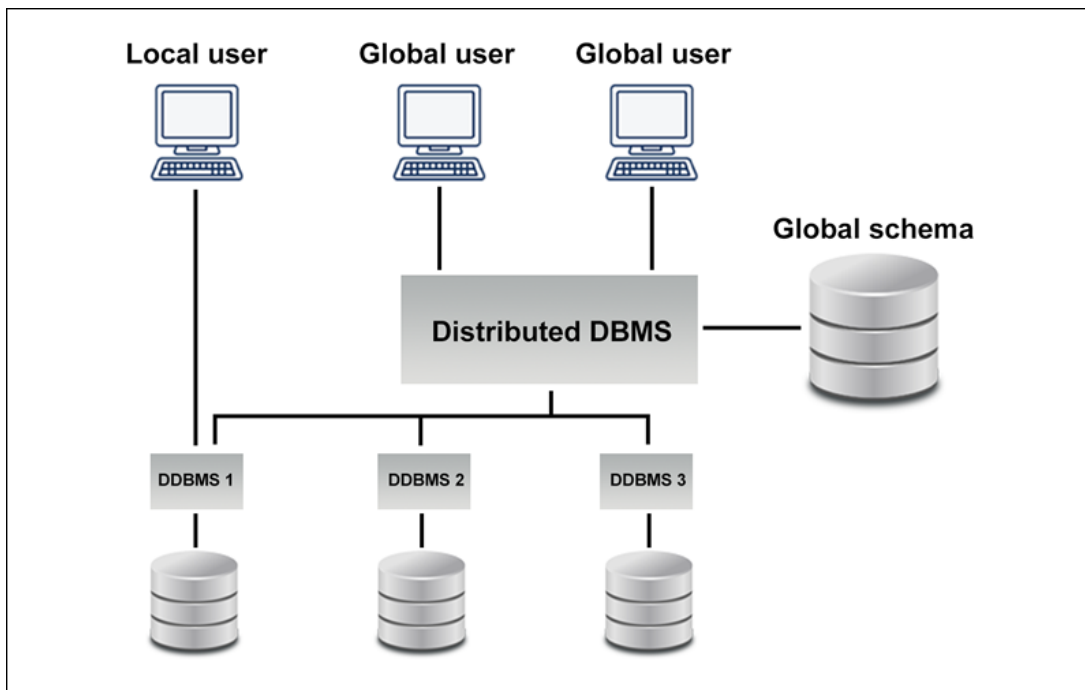 Local user
Global user
Global user
Global schema
Distributed DBMS
DDBMS 1
DDBMS 2
DDBMS 3